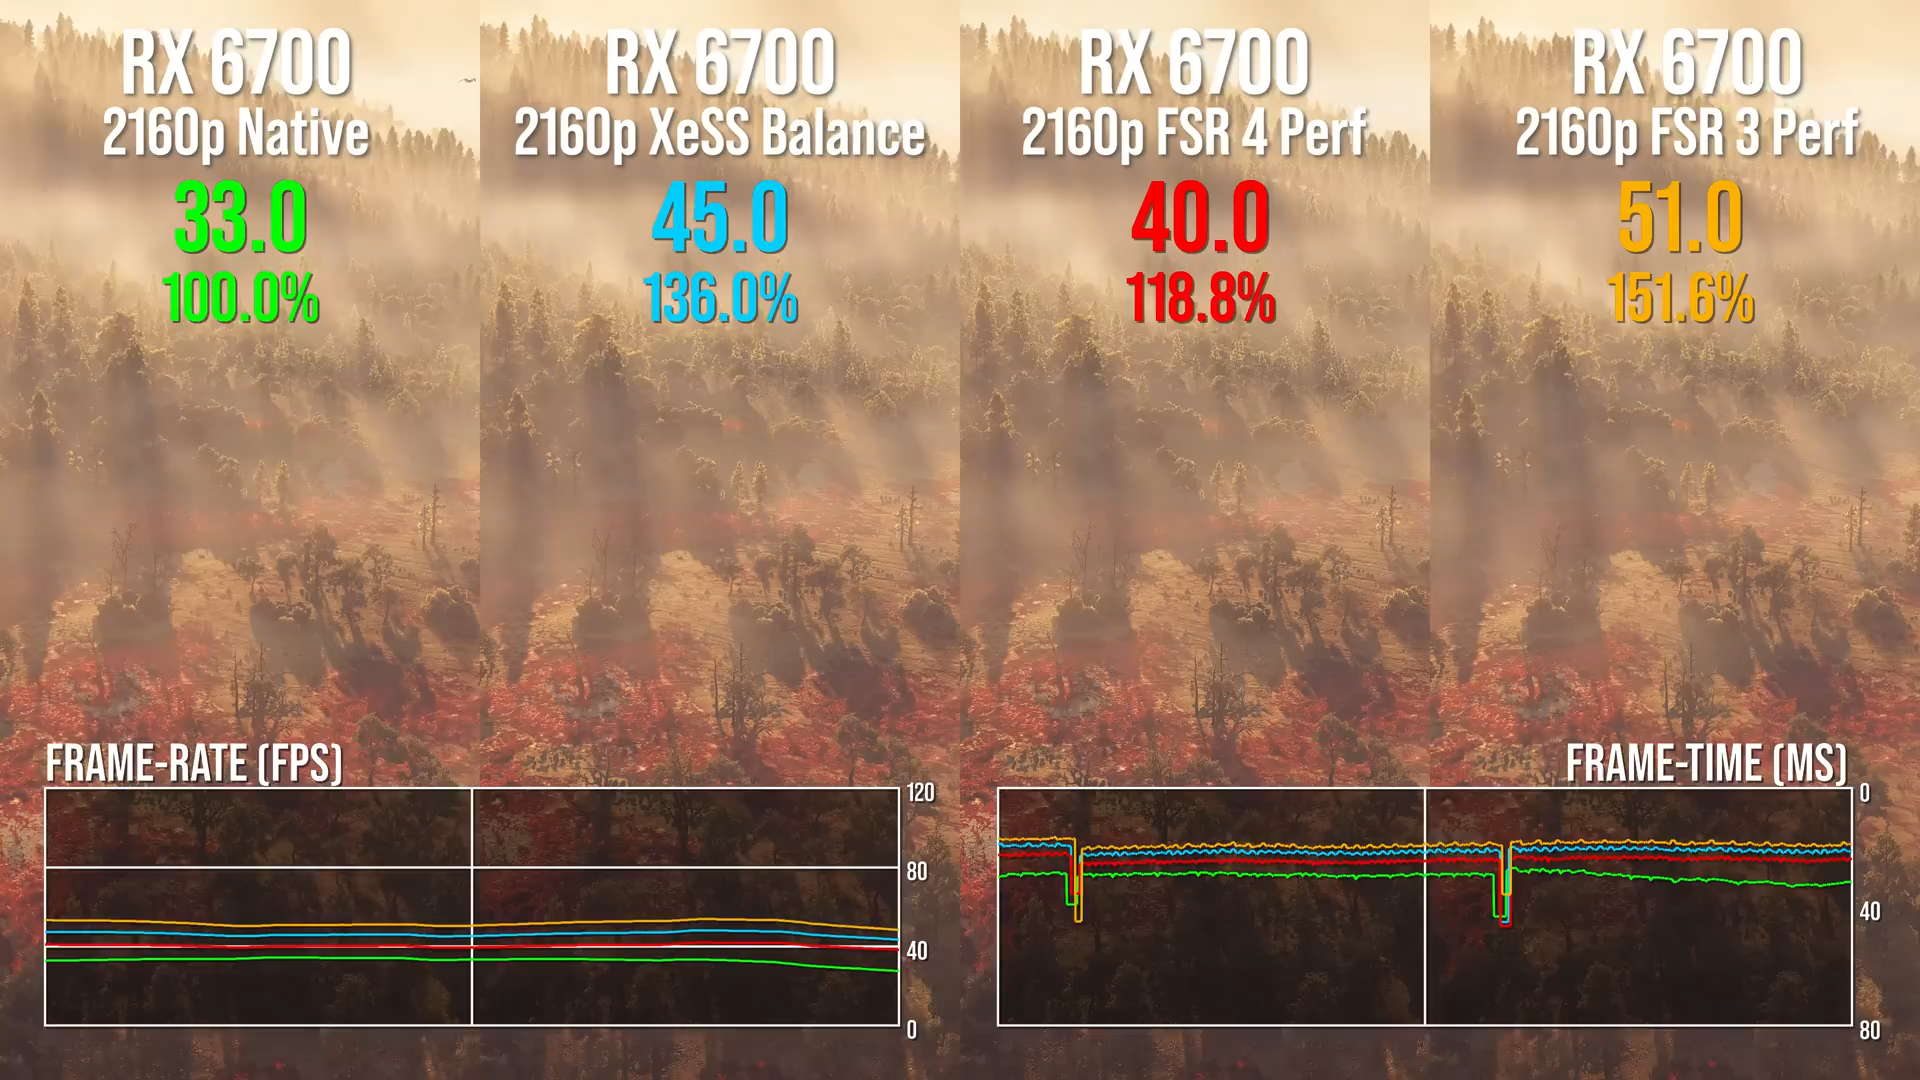 RX 6700
2160p Native
33.0
100.0%
RX 6700
2160p XeSS Balance
45.0
136.0%
RX 6700
2160p FSR 4 Perf
40.0
118.8%
RX 6700
2160p FSR 3 Perf
51.0
151.6%
FRAME-RATE (FPS)
120
80
40
0
FRAME-TIME (MS)
0
40
80